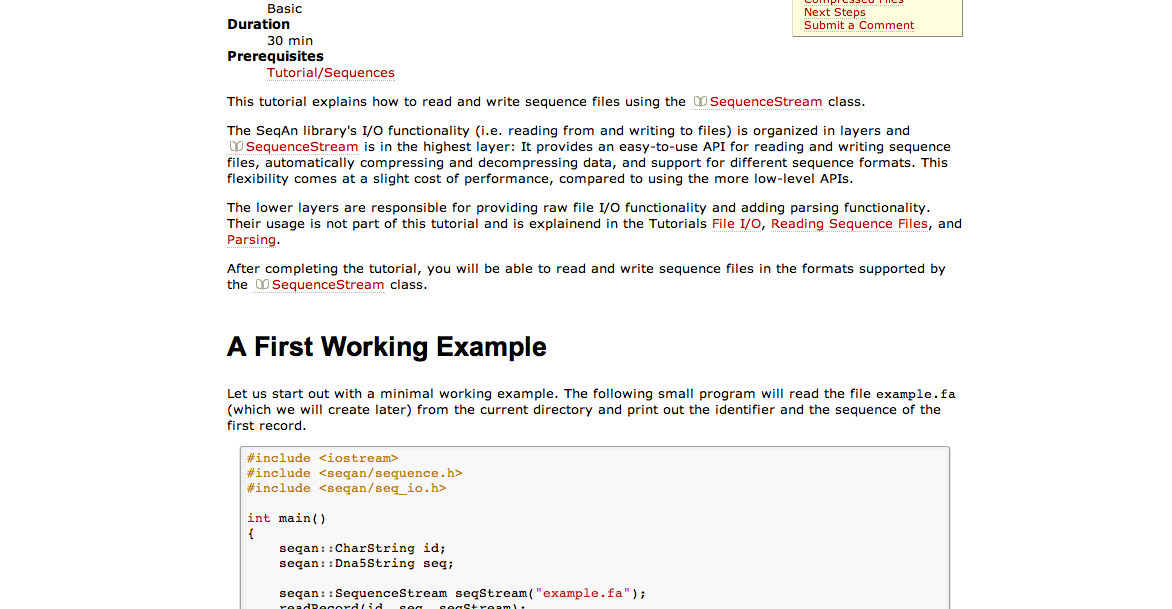 Basic
Duration
30 min
Prerequisites
Tutorial/Sequences
Compressed Files
Next Steps
Submit a Comment
This tutorial explains how to read and write sequence files using the SequenceStream class.
The SeqAn library's I/O functionality (i.e. reading from and writing to files) is organized in layers and
SequenceStream is in the highest layer: It provides an easy-to-use API for reading and writing sequence
files, automatically compressing and decompressing data, and support for different sequence formats. This
flexibility comes at a slight cost of performance, compared to using the more low-level APIs.
The lower layers are responsible for providing raw file I/O functionality and adding parsing functionality.
Their usage is not part of this tutorial and is explainend in the Tutorials File I/O, Reading Sequence Files, and
Parsing.
After completing the tutorial, you will be able to read and write sequence files in the formats supported by
the SequenceStream class.
A First Working Example
Let us start out with a minimal working example. The following small program will read the file example.fa
(which we will create later) from the current directory and print out the identifier and the sequence of the
first record.
#include <iostream>
#include <seqan/sequence.h>
#include <seqan/seq_io.h>
int main()
{
    seqan::CharString id;
    seqan::Dna5String seq;
    seqan::SequenceStream seqStream("example.fa");
    readRecord(id, seq, seqStream);